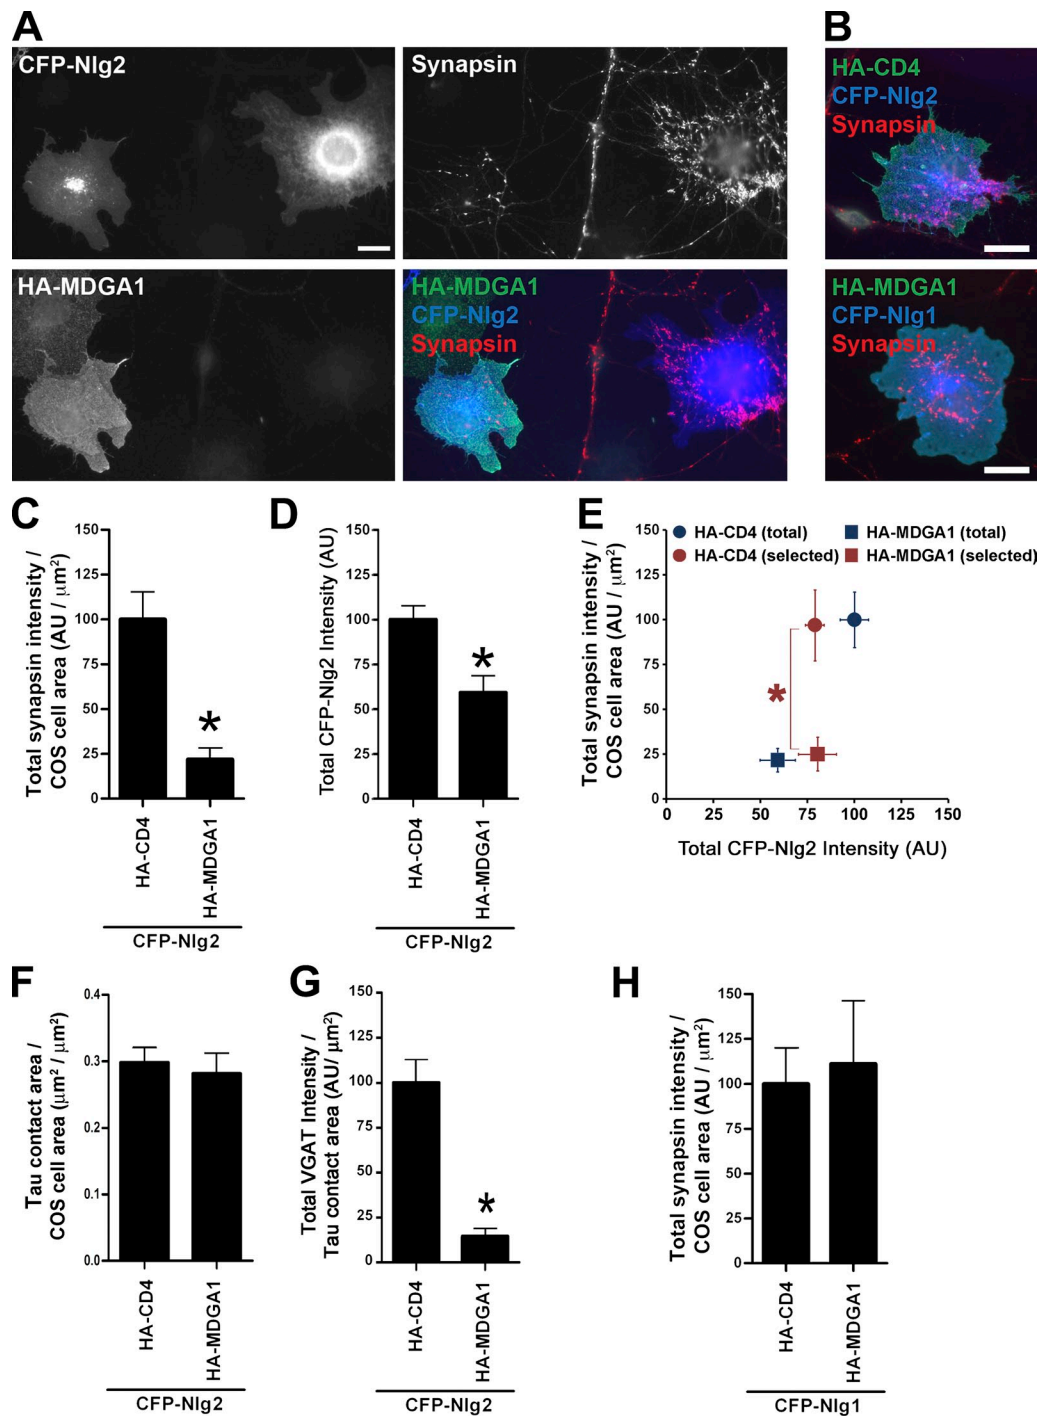 A
CFP-Nlg2
Synapsin
HA-MDGA1
HA-MDGA1
CFP-Nlg2
Synapsin
B
HA-CD4
CFP-Nlg2
Synapsin
HA-MDGA1
CFP-Nlg1
Synapsin
C
Total synapsin intensity /
COS cell area (AU / μm²)
150
125
100
75
50
25
0
*
HA-CD4
HA-MDGA1
CFP-Nlg2
D
Total CFP-Nlg2 Intensity (AU)
150
125
100
75
50
25
0
*
HA-CD4
HA-MDGA1
CFP-Nlg2
E
Total synapsin intensity /
COS cell area (AU / μm²)
150
125
100
75
50
25
0
HA-CD4 (total)
HA-MDGA1 (total)
HA-CD4 (selected)
HA-MDGA1 (selected)
*
0 25 50 75 100 125 150
Total CFP-Nlg2 Intensity (AU)
F
Tau contact area /
COS cell area (μm² / μm²)
0.4
0.3
0.2
0.1
0.0
HA-CD4
HA-MDGA1
CFP-Nlg2
G
Total VGAT Intensity /
Tau contact area (AU/ μm²)
150
125
100
75
50
25
0
*
HA-CD4
HA-MDGA1
CFP-Nlg2
H
Total synapsin intensity /
COS cell area (AU / μm²)
150
125
100
75
50
25
0
HA-CD4
HA-MDGA1
CFP-Nlg1